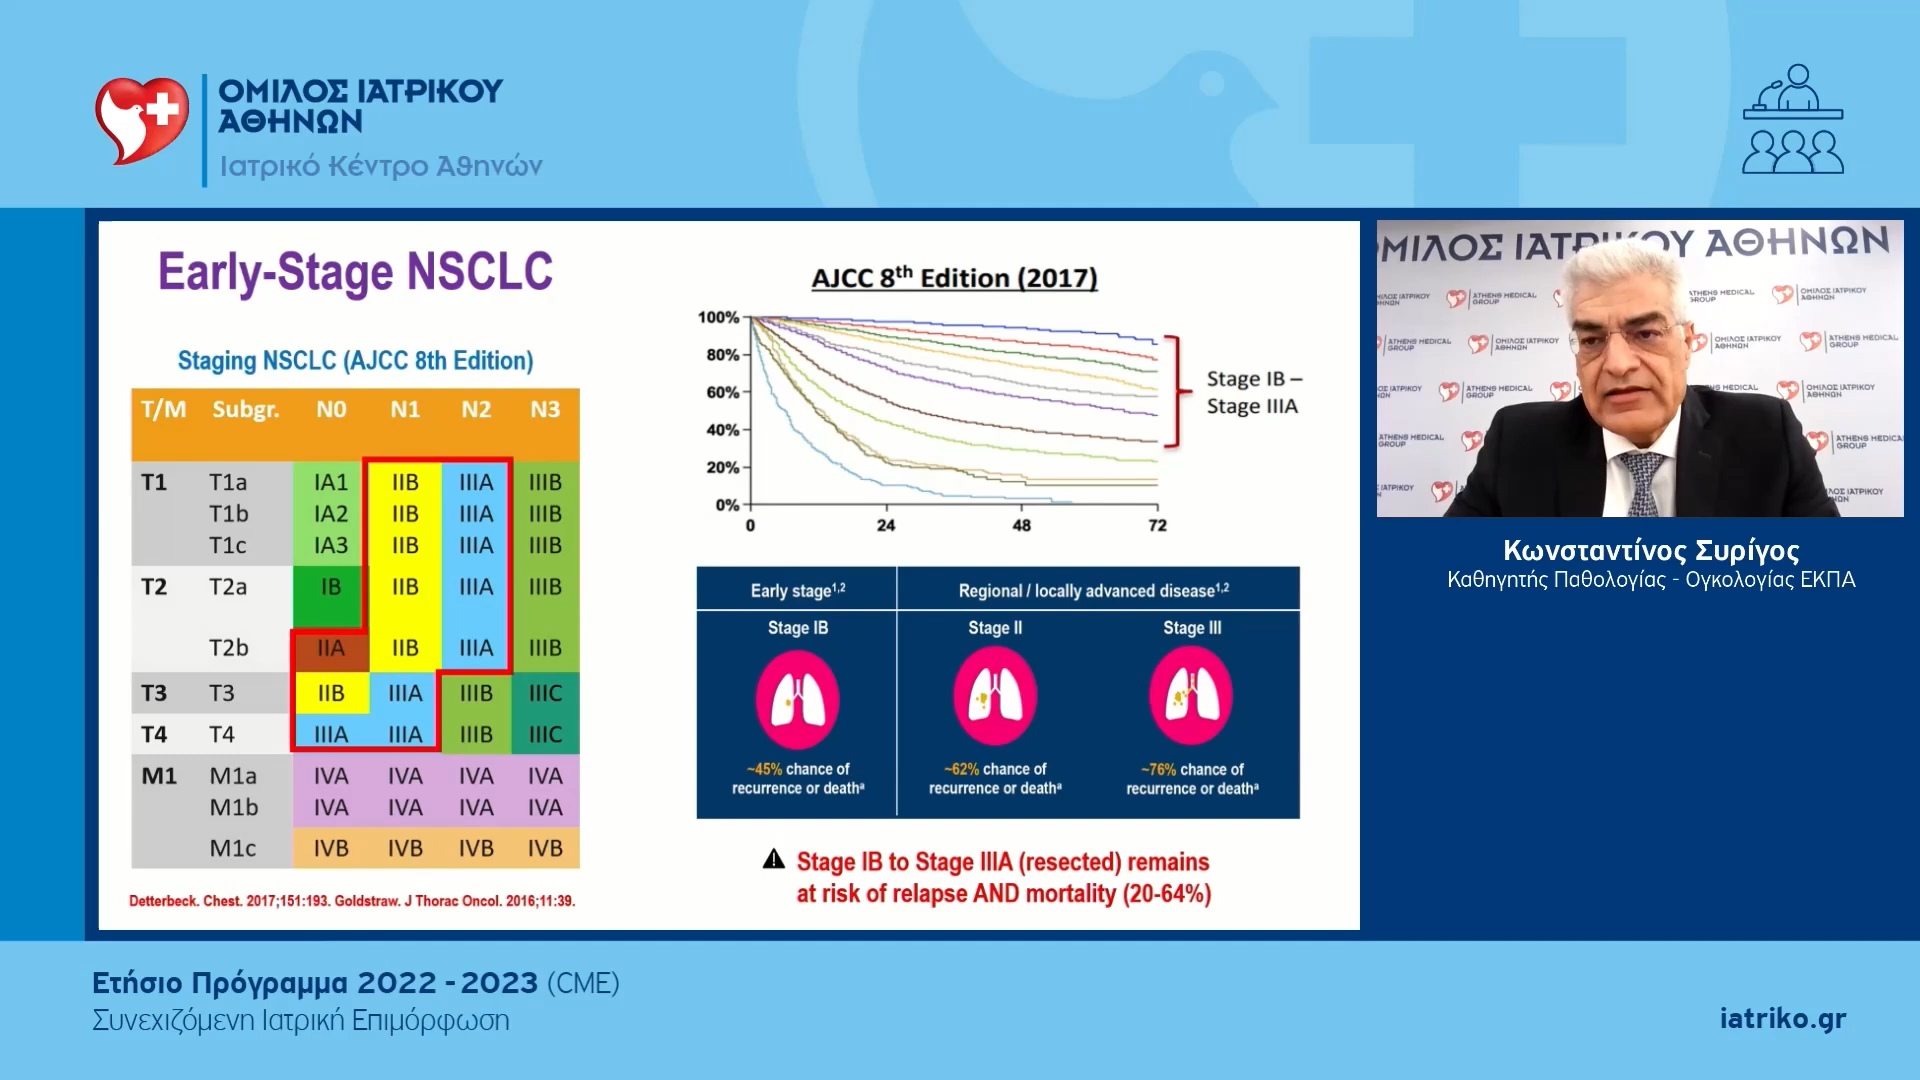 ΟΜΙΛΟΣ ΙΑΤΡΙΚΟΥ
ΑΘΗΝΩΝ
Ιατρικό Κέντρο Αθηνών
Early-Stage NSCLC
Staging NSCLC (AJCC 8th Edition)
T/M Subgr. N0 N1 N2 N3
T1 T1a IA1 IIB IIIA IIIB
T1b IA2 IIB IIIA IIIB
T1c IA3 IIB IIIA IIIB
T2 T2a IB IIB IIIA IIIB
T2b IIA IIB IIIA IIIB
T3 T3 IIB IIIA IIIB IIIC
T4 T4 IIIA IIIA IIIB IIIC
M1 M1a IVA IVA IVA IVA
M1b IVA IVA IVA IVA
M1c IVB IVB IVB IVB
Detterbeck. Chest. 2017;151:193. Goldstraw. J Thorac Oncol. 2016;11:39.
AJCC 8th Edition (2017)
100%
80%
60%
40%
20%
0%
0 24 48 72
Stage IB –
Stage IIIA
Early stage1,2 Regional / locally advanced disease1,2
Stage IB Stage II Stage III
~45% chance of recurrence or deathª
~62% chance of recurrence or deathª
~76% chance of recurrence or deathª
Stage IB to Stage IIIA (resected) remains
at risk of relapse AND mortality (20-64%)
ΟΜΙΛΟΣ ΙΑΤΡΙΚΟΥ ΑΘΗΝΩΝ
ATHENS MEDICAL
GROUP
Κωνσταντίνος Συρίγος
Καθηγητής Παθολογίας - Ογκολογίας ΕΚΠΑ
Ετήσιο Πρόγραμμα 2022 - 2023 (CME)
Συνεχιζόμενη Ιατρική Επιμόρφωση
iatriko.gr